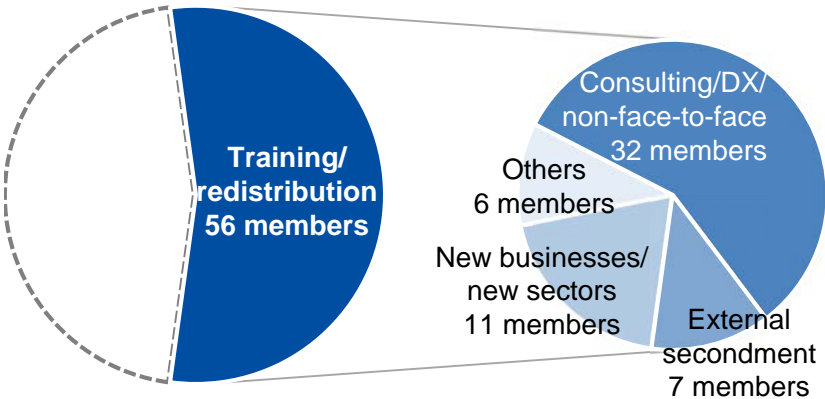 Training/
redistribution
56 members
Consulting/DX/
non-face-to-face
32 members
Others
6 members
New businesses/
new sectors
11 members
External
secondment
7 members